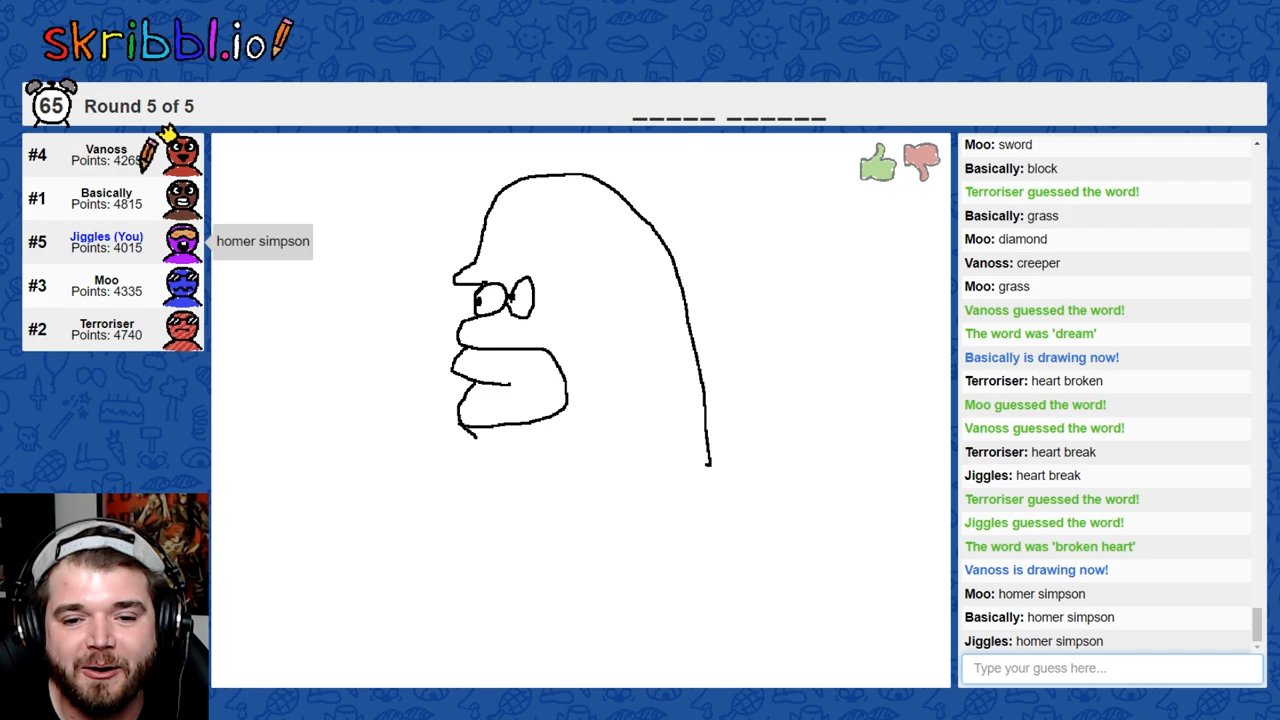 skribbl.io
65
Round 5 of 5
_____ ______
#4
Vanoss
Points: 4265
#1
Basically
Points: 4815
#5
Jiggles (You)
Points: 4015
homer simpson
#3
Moo
Points: 4335
#2
Terroriser
Points: 4740
Moo: sword
Basically: block
Terroriser guessed the word!
Basically: grass
Moo: diamond
Vanoss: creeper
Moo: grass
Vanoss guessed the word!
The word was 'dream'
Basically is drawing now!
Terroriser: heart broken
Moo guessed the word!
Vanoss guessed the word!
Terroriser: heart break
Jiggles: heart break
Terroriser guessed the word!
Jiggles guessed the word!
The word was 'broken heart'
Vanoss is drawing now!
Moo: homer simpson
Basically: homer simpson
Jiggles: homer simpson
Type your guess here...